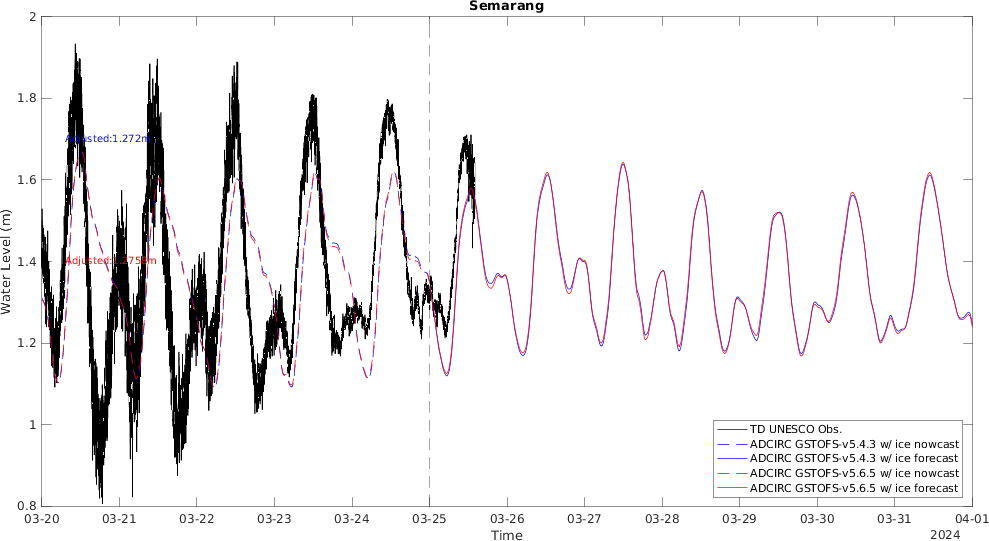 Semarang
2
1.8
1.6
1.4
1.2
1
0.8
Water Level (m)
Adjusted:1.272m
TD UNESCO Obs.
ADCIRC GSTOFS-v5.4.3 w/ ice nowcast
ADCIRC GSTOFS-v5.4.3 w/ ice forecast
ADCIRC GSTOFS-v5.6.5 w/ ice nowcast
ADCIRC GSTOFS-v5.6.5 w/ ice forecast
03-20 03-21 03-22 03-23 03-24 03-25 03-26 03-27 03-28 03-29 03-30 03-31 04-01
Time
2024